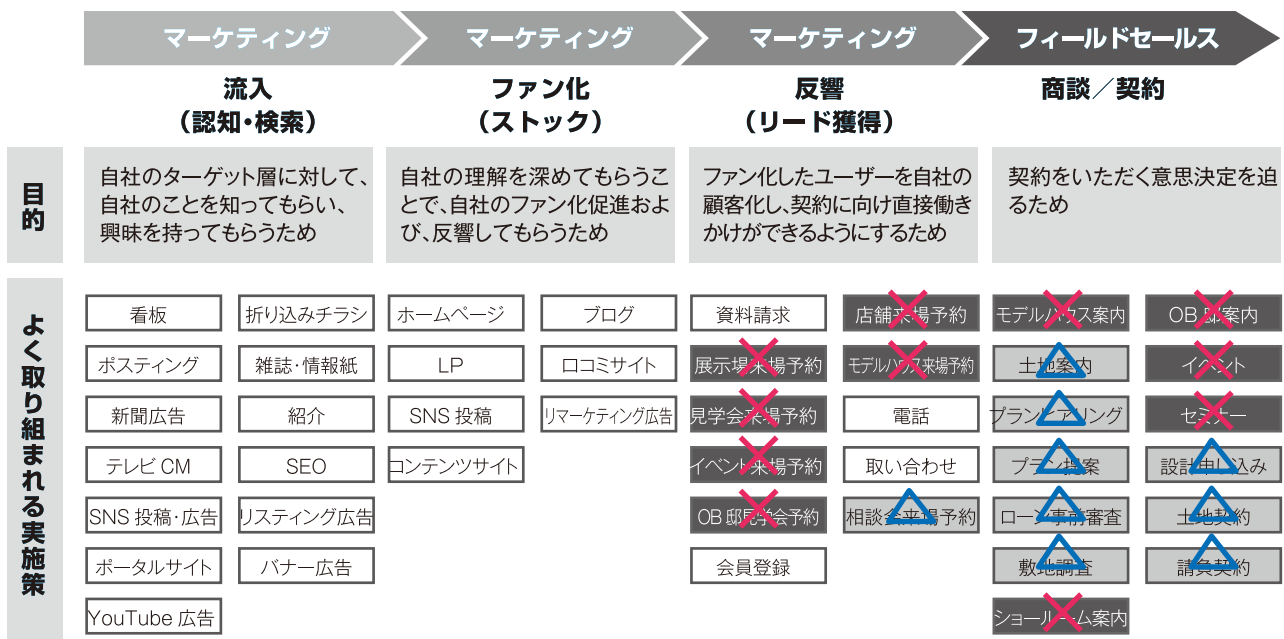 マーケティング
マーケティング
マーケティング
フィールドセールス
流入
（認知・検索）
ファン化
（ストック）
反響
（リード獲得）
商談／契約
目的
自社のターゲット層に対して、
自社のことを知ってもらい、
興味を持ってもらうため
自社の理解を深めてもらうこ
とで、自社のファン化促進およ
び、反響してもらうため
ファン化したユーザーを自社の
顧客化し、契約に向け直接働き
かけができるようにするため
契約をいただく意思決定を迫
るため
よく取り組まれる実施策
看板
折り込みチラシ
ポスティング
雑誌・情報紙
新聞広告
紹介
テレビ CM
SEO
SNS 投稿・広告
リスティング広告
ポータルサイト
バナー広告
YouTube 広告
ホームページ
ブログ
LP
口コミサイト
SNS 投稿
リマーケティング広告
コンテンツサイト
資料請求
店舗来場予約
展示場来場予約
モデルハウス来場予約
見学会来場予約
電話
イベント来場予約
取い合わせ
OB 邸見学会予約
相談会来場予約
会員登録
モデルハウス案内
OB 邸案内
土地案内
イベント
プランヒアリング
セミナー
プラン提案
設計申し込み
ローン事前審査
土地契約
敷地調査
請負契約
ショールーム案内